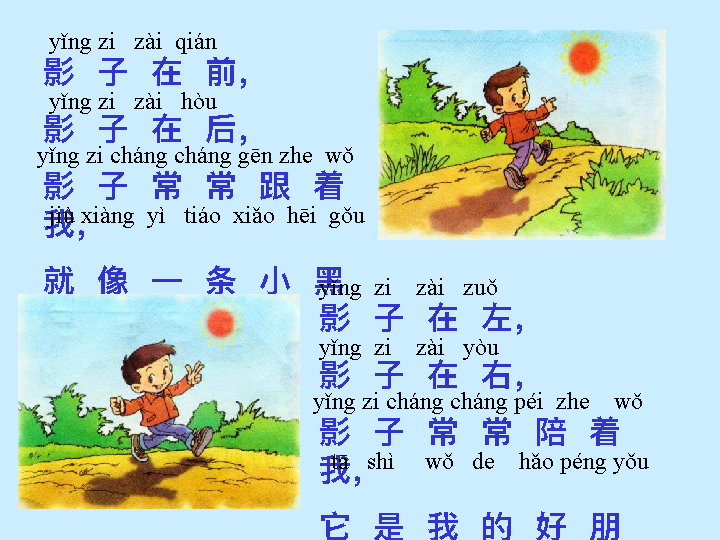 yǐng zi zài qián
影 子 在 前，
yǐng zi zài hòu
影 子 在 后，
yǐng zi cháng cháng gēn zhe wǒ
影 子 常 常 跟 着
我，
jiù xiàng yì tiáo xiǎo hēi gǒu
就 像 一 条 小 黑
yǐng zi zài zuǒ
影 子 在 左，
yǐng zi zài yòu
影 子 在 右，
yǐng zi cháng cháng péi zhe wǒ
影 子 常 常 陪 着
我，
tā shì wǒ de hǎo péng yǒu
它 是 我 的 好 朋